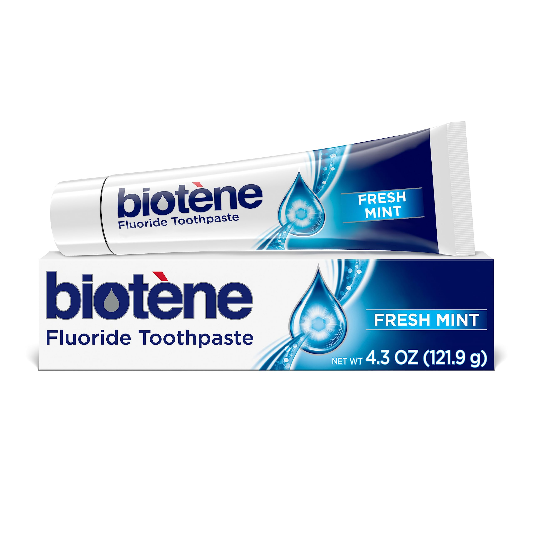 biotène
Fluoride Toothpaste
FRESH
MINT
biotène
Fluoride Toothpaste
FRESH MINT
NET WT 4.3 OZ (121.9 g)